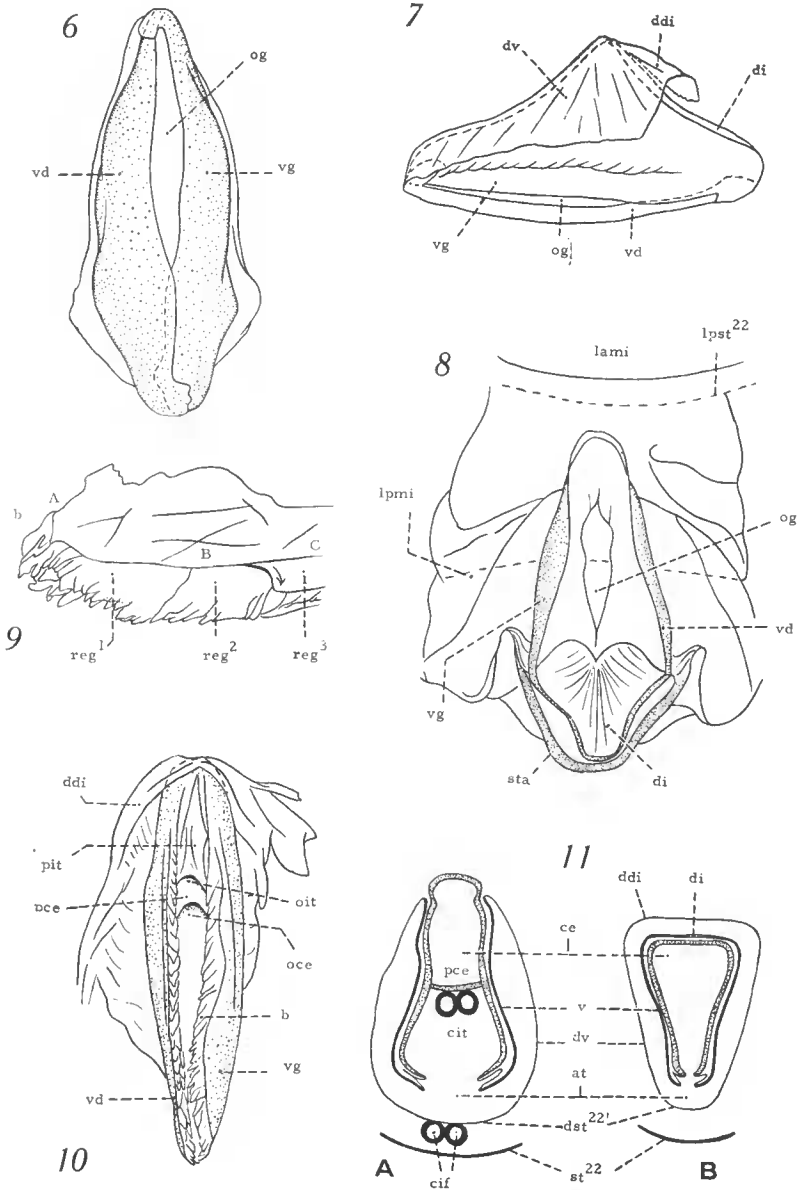 6
og
vd
vg
7
ddi
dv
di
vg
og
vd
8
lpst22
lami
lpmi
og
vd
vg
sta
di
9
b
A
B
C
reg1
reg2
reg3
10
ddi
pit
pce
oit
oce
b
vg
vd
11
ddi
di
ce
pce
v
cit
dv
at
dst22'
st22
A
cif
B